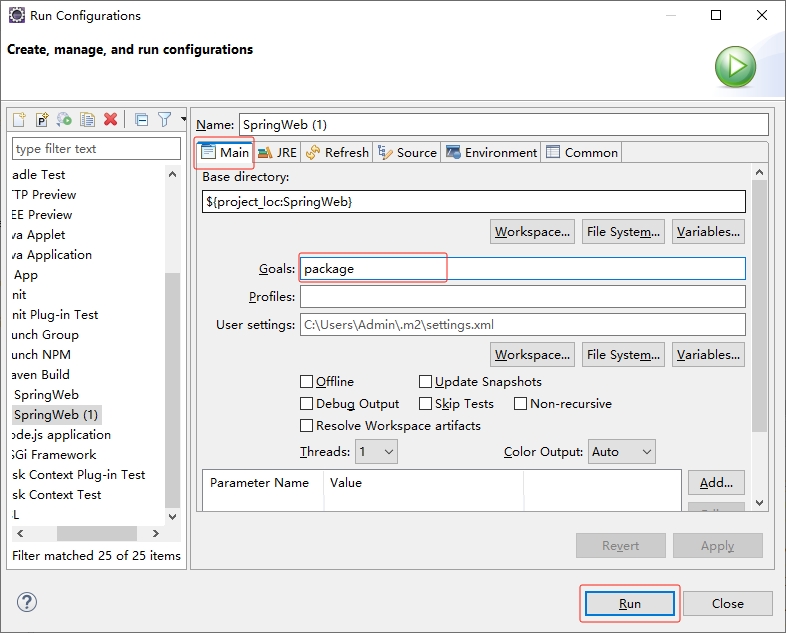 Run Configurations
Create, manage, and run configurations
Name: SpringWeb (1)
type filter text
Main JRE Refresh Source Environment Common
adle Test
TP Preview
EE Preview
va Applet
va Application
App
nit
nit Plug-in Test
unch Group
unch NPM
aven Build
SpringWeb
SpringWeb (1)
ode.js application
Gi Framework
sk Context Plug-in Test
sk Context Test
L
Filter matched 25 of 25 items
Base directory:
${project_loc:SpringWeb}
Workspace... File System... Variables...
Goals: package
Profiles:
User settings: C:\Users\Admin\.m2\settings.xml
Workspace... File System... Variables...
Offline Update Snapshots
Debug Output Skip Tests Non-recursive
Resolve Workspace artifacts
Threads: 1 Color Output: Auto
Parameter Name Value
Add...
Revert Apply
Run Close